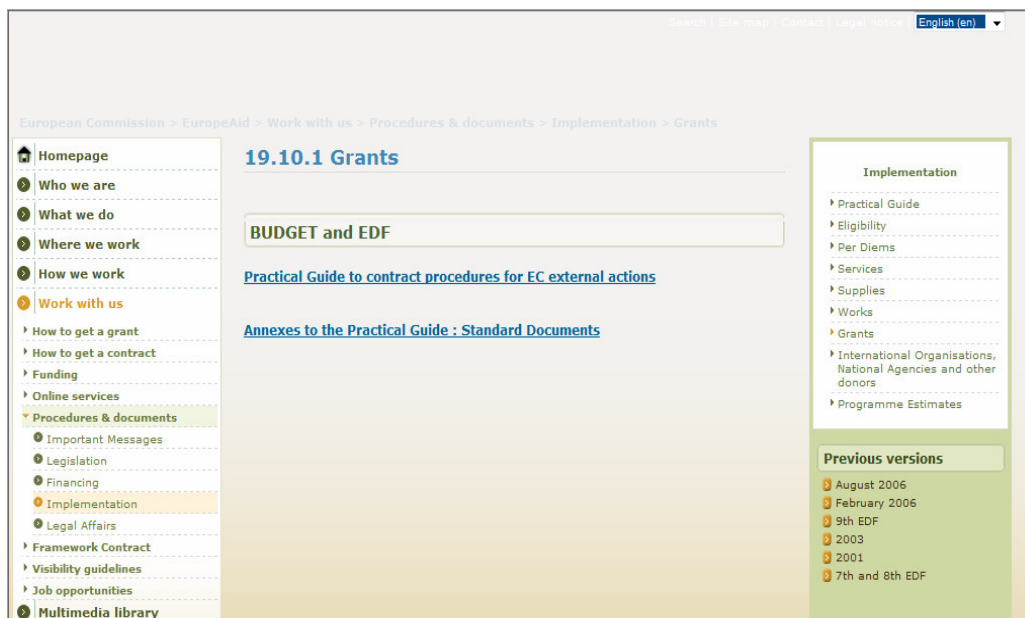 Search | Site map | Contact | Legal notice | English (en)
European Commission > EuropeAid > Work with us > Procedures & documents > Implementation > Grants
Homepage
Who we are
What we do
Where we work
How we work
Work with us
How to get a grant
How to get a contract
Funding
Online services
Procedures & documents
Important Messages
Legislation
Financing
Implementation
Legal Affairs
Framework Contract
Visibility guidelines
Job opportunities
Multimedia library
19.10.1 Grants
BUDGET and EDF
Practical Guide to contract procedures for EC external actions
Annexes to the Practical Guide : Standard Documents
Implementation
Practical Guide
Eligibility
Per Diems
Services
Supplies
Works
Grants
International Organisations,
National Agencies and other
donors
Programme Estimates
Previous versions
August 2006
February 2006
9th EDF
2003
2001
7th and 8th EDF